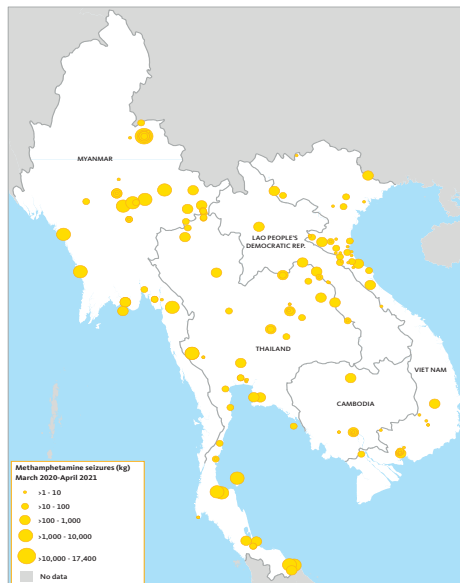 MYANMAR
LAO PEOPLE'S
DEMOCRATIC REP.
THAILAND
VIET NAM
CAMBODIA
Methamphetamine seizures (kg)
March 2020-April 2021
>1 - 10
>10 - 100
>100 - 1,000
>1,000 - 10,000
>10,000 - 17,400
No data